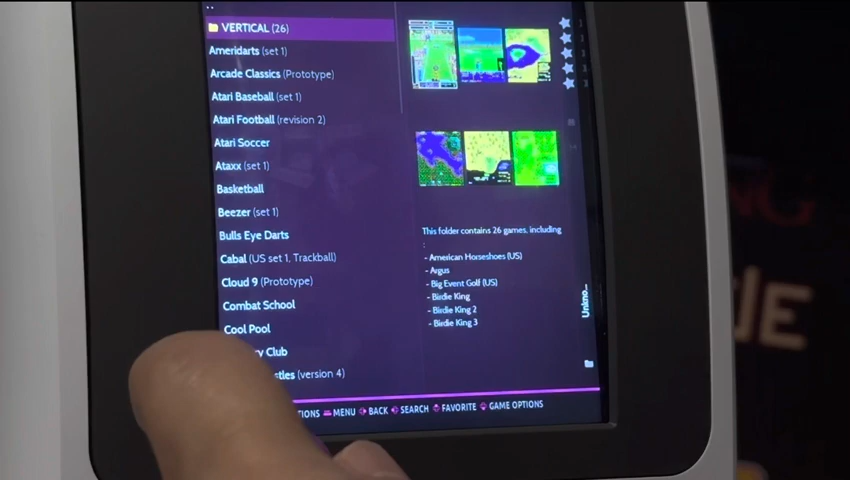 VERTICAL (26)
Ameridarts (set 1)
Arcade Classics (Prototype)
Atari Baseball (set 1)
Atari Football (revision 2)
Atari Soccer
Ataxx (set 1)
Basketball
Beezer (set 1)
Bulls Eye Darts
Cabal (US set 1, Trackball)
Cloud 9 (Prototype)
Combat School
Cool Pool
Club
(version 4)
This folder contains 26 games, including
:
- American Horseshoes (US)
- Argus
- Big Event Golf (US)
- Birdie King
- Birdie King 2
- Birdie King 3
Unkno...
MENU BACK SEARCH FAVORITE GAME OPTIONS